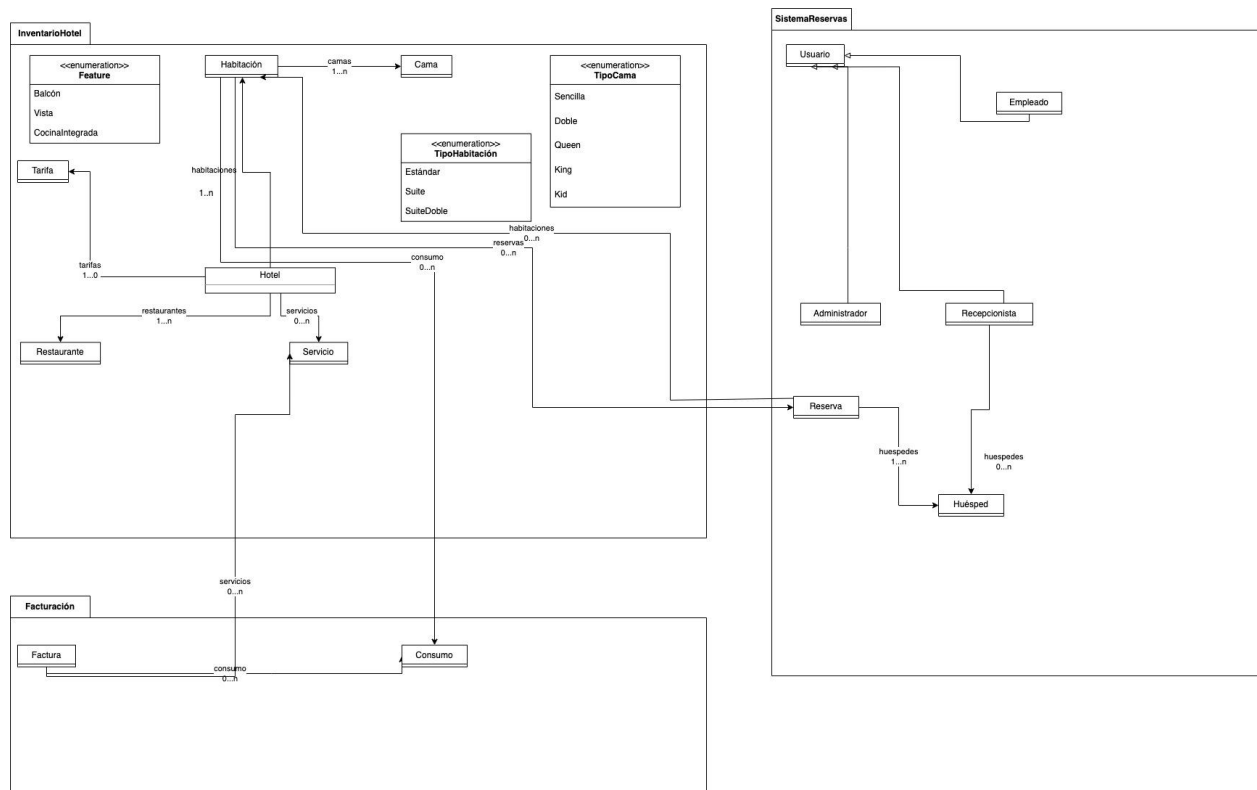 InventarioHotel
<<enumeration>>
Feature
Balcón
Vista
CocinaIntegrada
Habitación
camas
1...n
Cama
<<enumeration>>
TipoCama
Sencilla
Doble
Queen
King
Kid
<<enumeration>>
TipoHabitación
Estándar
Suite
SuiteDoble
Tarifa
habitaciones
1..n
habitaciones
0...n
reservas
0...n
consumo
0...n
tarifas
1...0
Hotel
restaurantes
1...n
servicios
0...n
Restaurante
Servicio
servicios
0...n
Facturación
Factura
consumo
0...n
Consumo
SistemaReservas
Usuario
Empleado
Administrador
Recepcionista
Reserva
huespedes
1...n
huespedes
0...n
Huésped